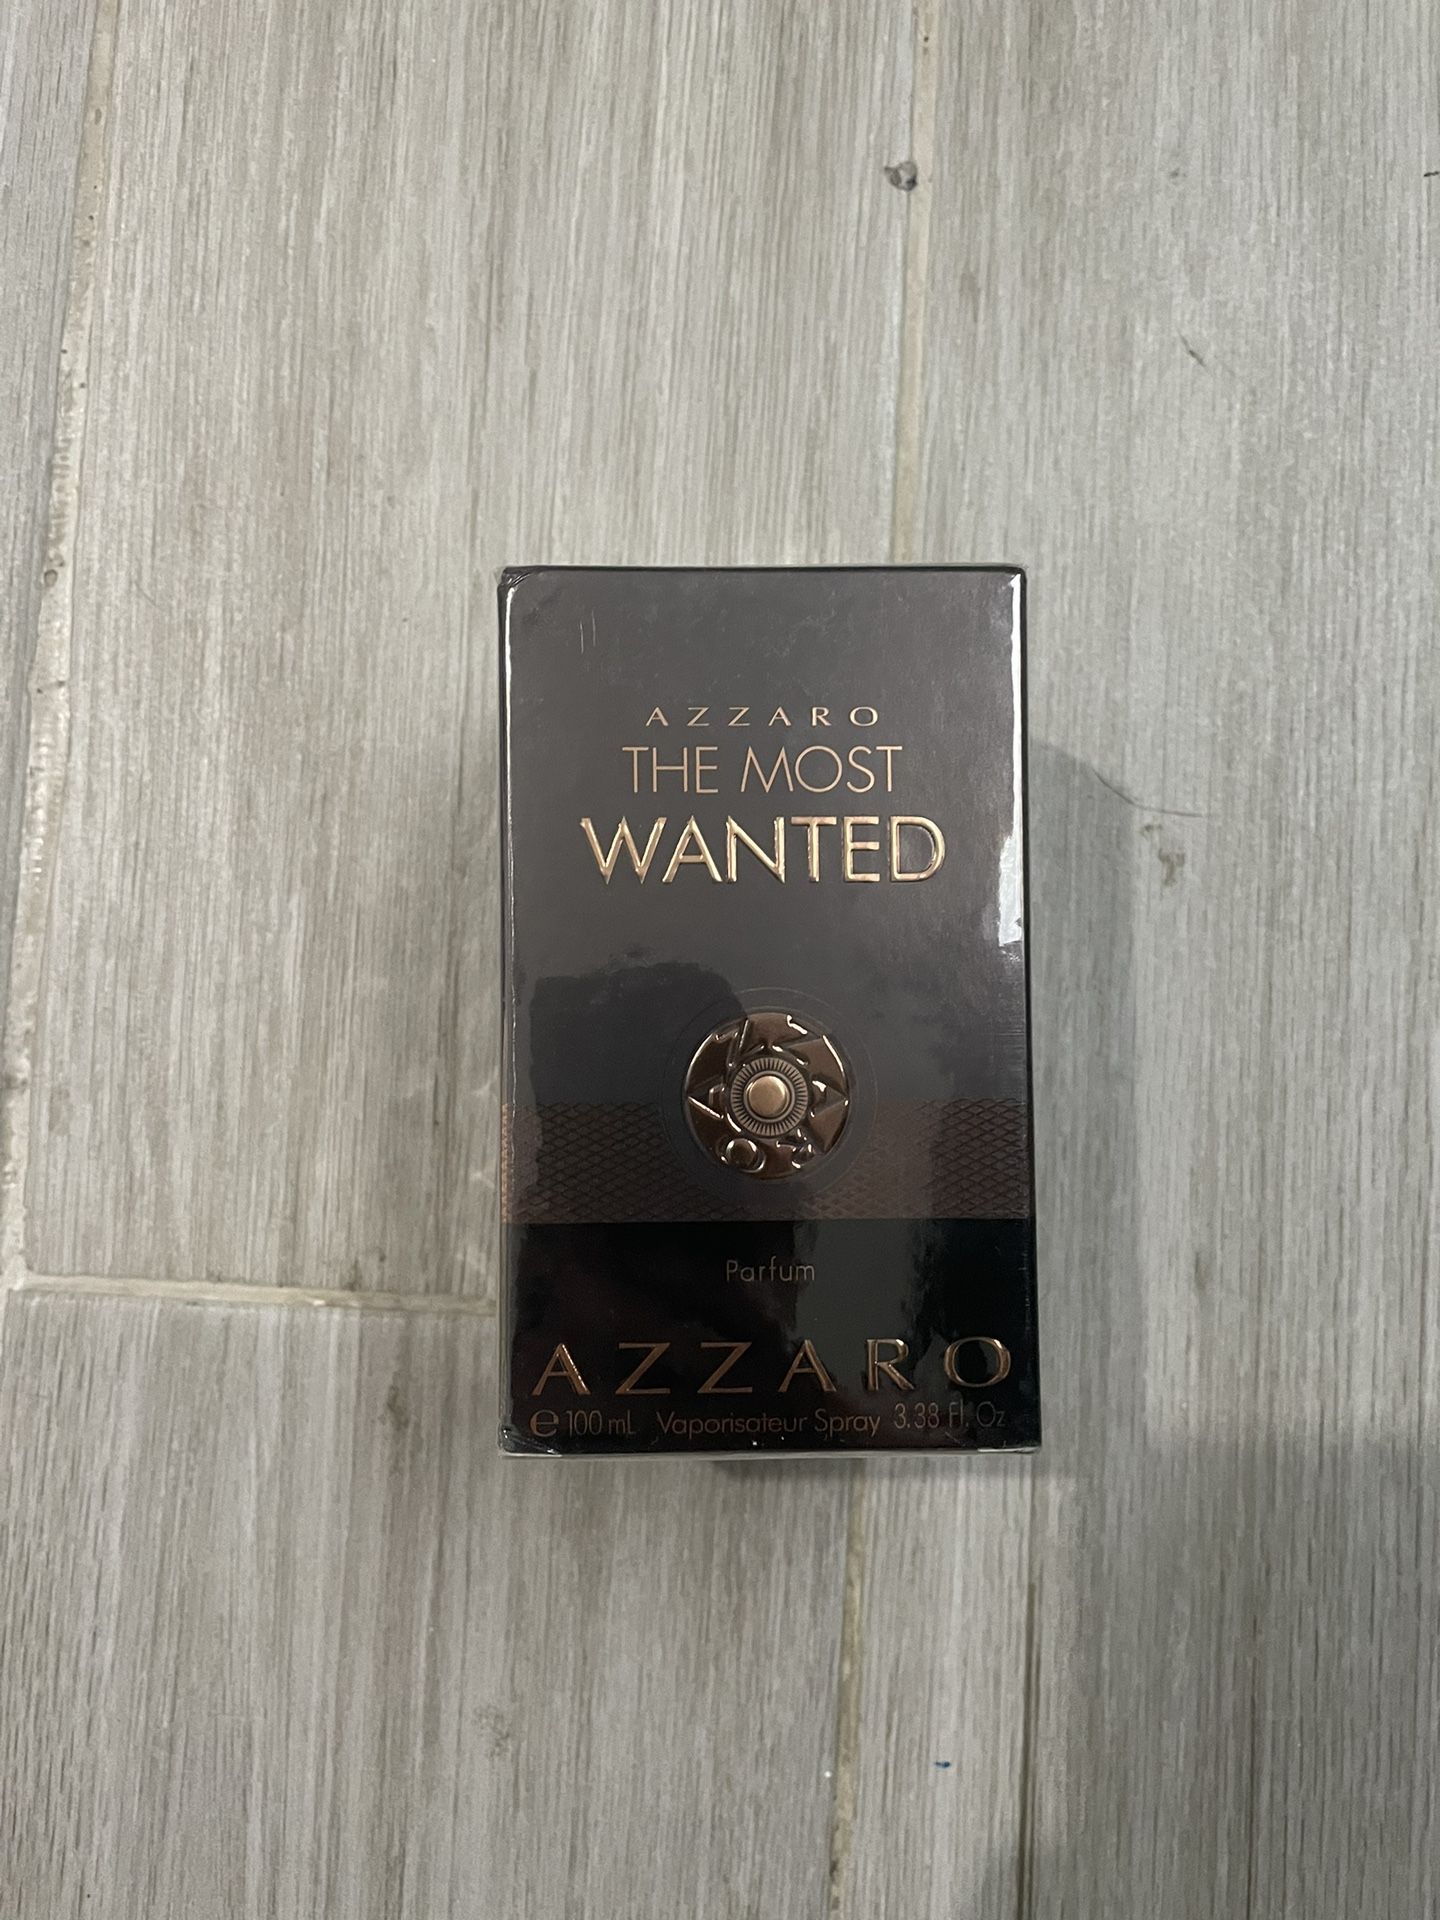 AZZARO
THE MOST
WANTED
Parfum
AZZARO
℮ 100 mL Vaporisateur Spray 3.38 Fl. Oz